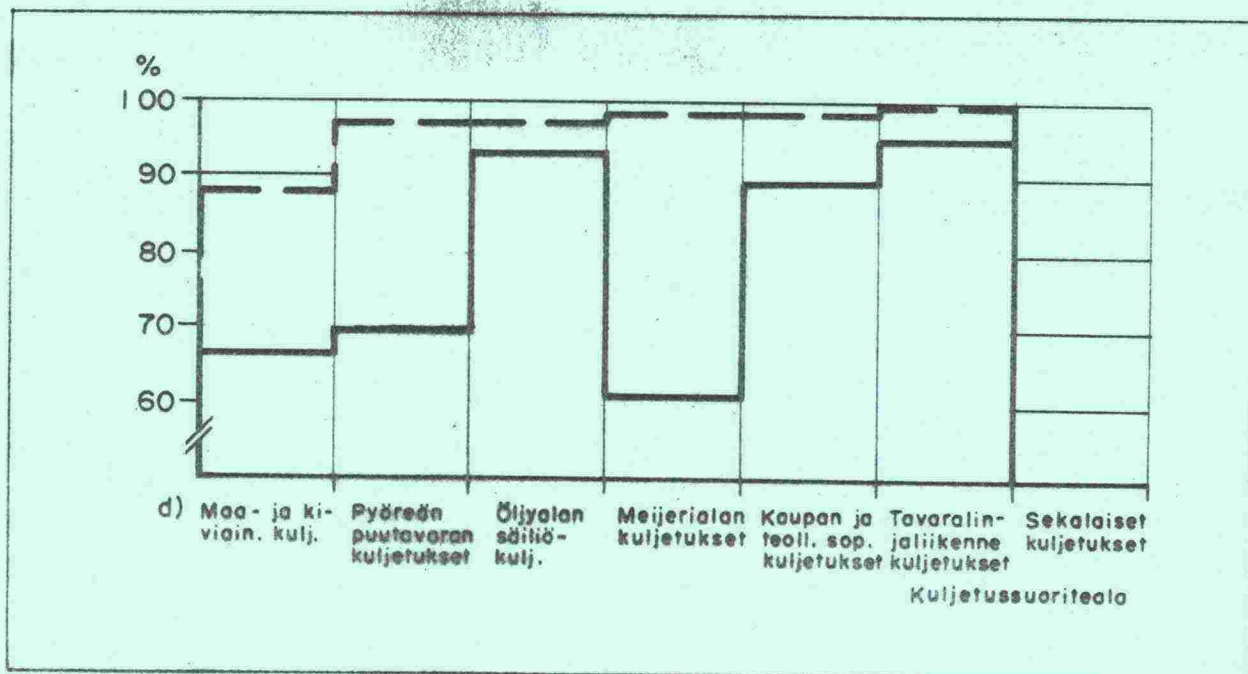 %
100
90
80
70
60
d) Maa- ja ki-
viain. kulj.
Pyöreän
puutavaran
kuljetukset
Öljyalan
säiliö-
kulj.
Meijerialan
kuljetukset
Kaupan ja
teoll. sop.
kuljetukset
Tavaralin-
jaliikenne
kuljetukset
Sekalaiset
kuljetukset
Kuljetussuoriteala